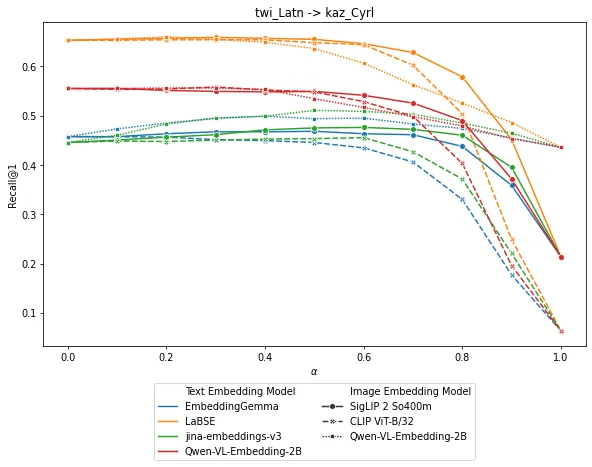 twi_Latn -> kaz_Cyrl
Recall@1
0.6
0.5
0.4
0.3
0.2
0.1
0.0 0.2 0.4 0.6 0.8 1.0
α
Text Embedding Model
EmbeddingGemma
LaBSE
jina-embeddings-v3
Qwen-VL-Embedding-2B
Image Embedding Model
SigLIP 2 So400m
CLIP ViT-B/32
Qwen-VL-Embedding-2B